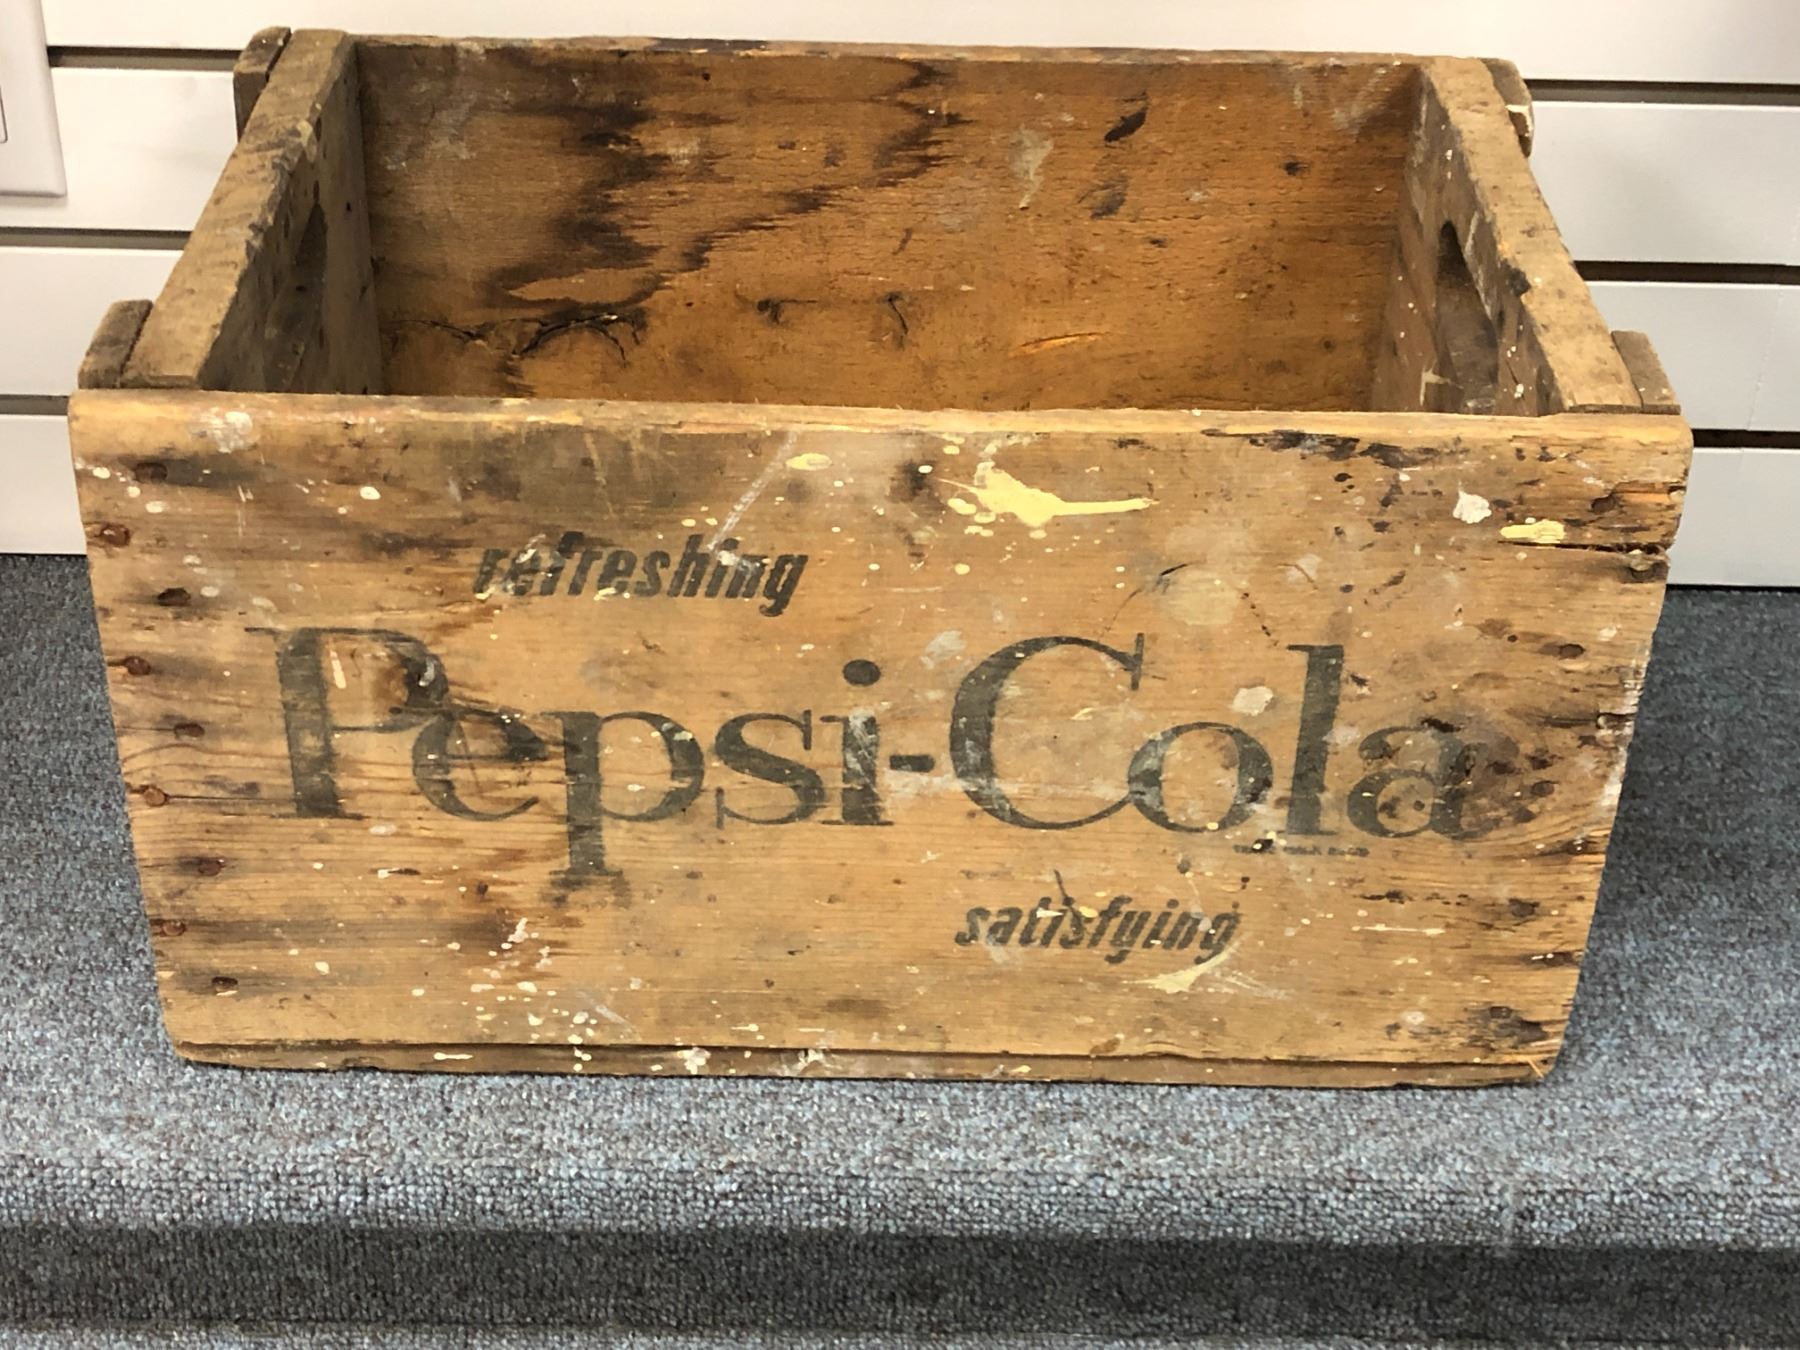 refreshing
Pepsi-Cola
satisfying